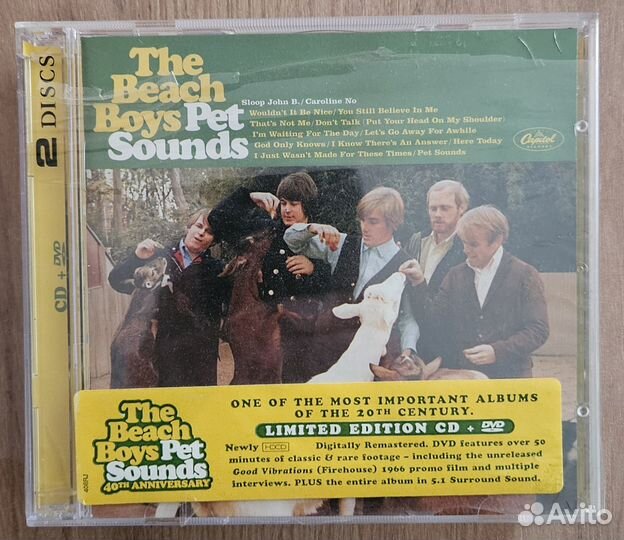 2 DISCS
CD + DVD
The
Beach
Boys Pet
Sounds
Sloop John B./Caroline No
Wouldn't It Be Nice/You Still Believe In Me
That's Not Me/Don't Talk (Put Your Head On My Shoulder)
I'm Waiting For The Day/Let's Go Away For Awhile
God Only Knows/I Know There's An Answer/Here Today
I Just Wasn't Made For These Times/Pet Sounds
Capitol
RECORDS
The
Beach
Boys Pet
Sounds
40TH ANNIVERSARY
ONE OF THE MOST IMPORTANT ALBUMS
OF THE 20TH CENTURY.
LIMITED EDITION CD + DVD
Newly HDCD Digitally Remastered. DVD features over 50
minutes of classic & rare footage – including the unreleased
Good Vibrations (Firehouse) 1966 promo film and multiple
interviews. PLUS the entire album in 5.1 Surround Sound.
Avito